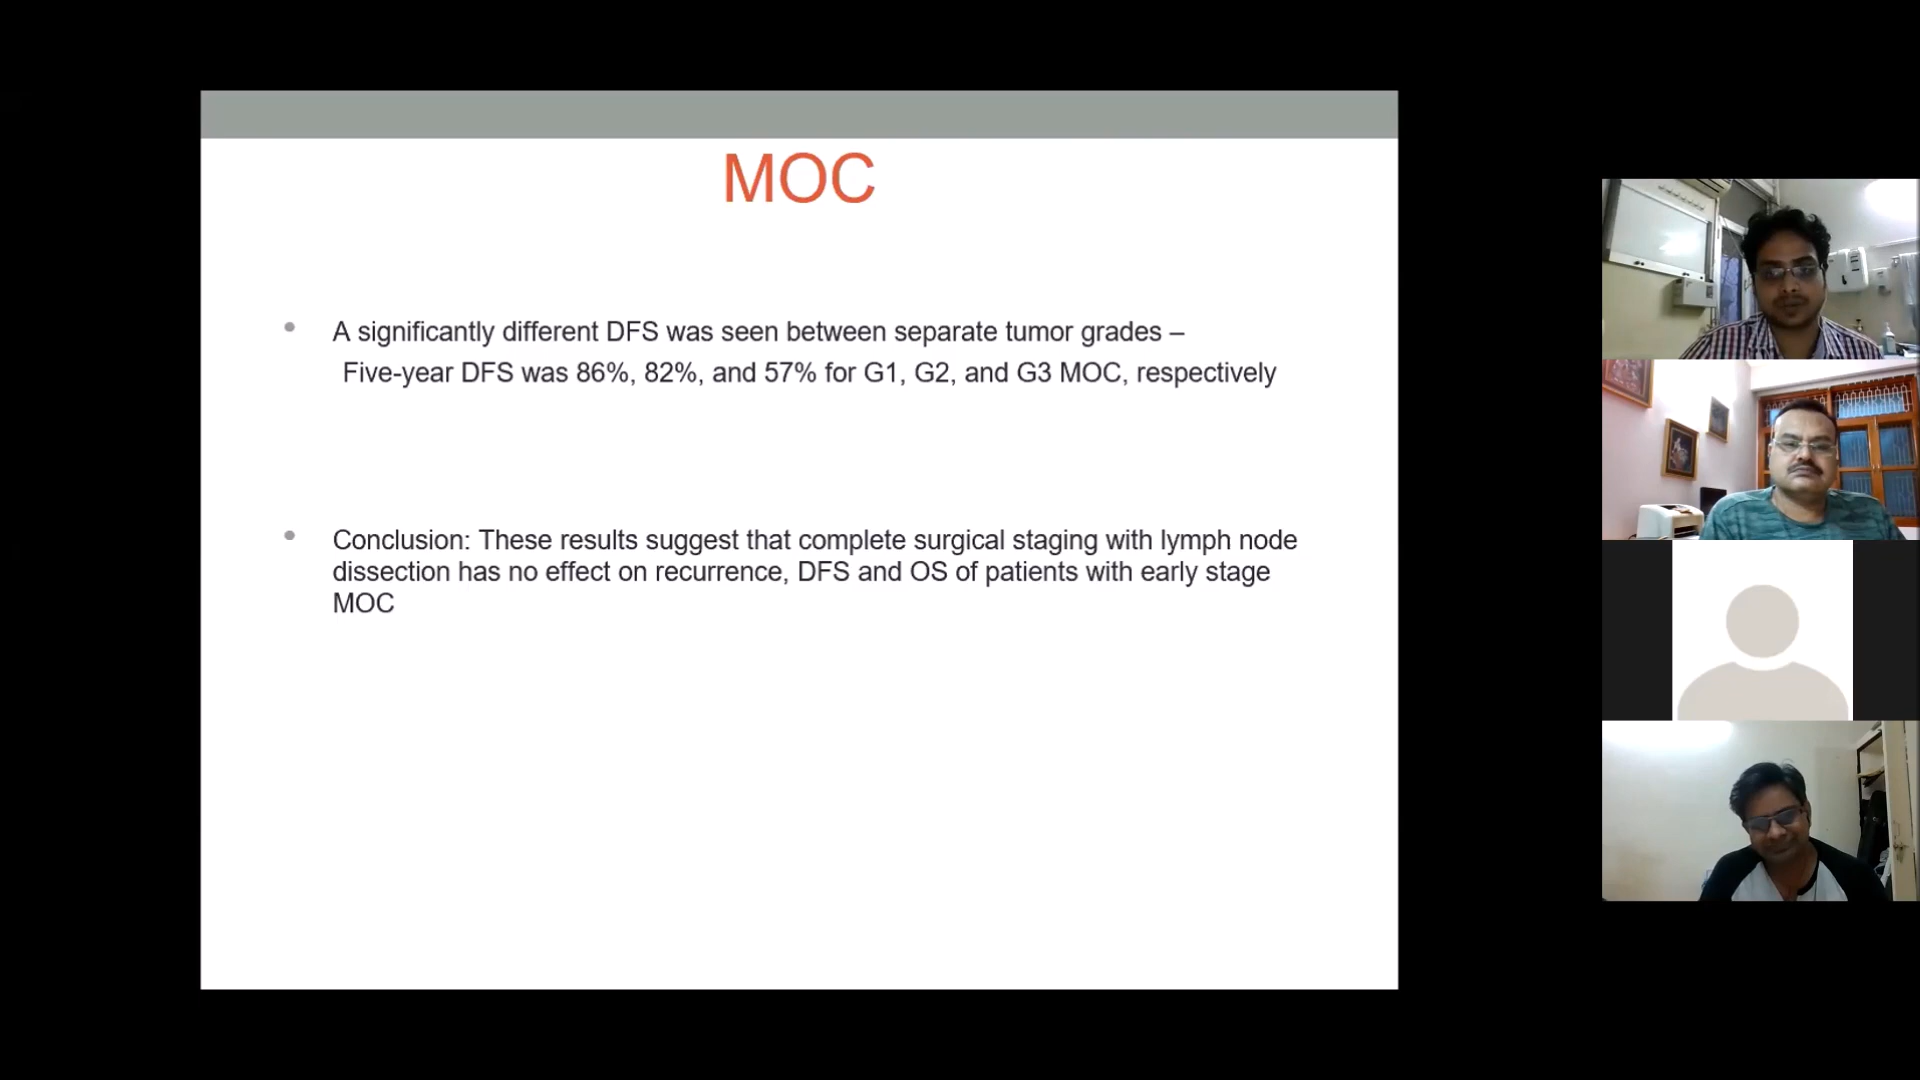 MOC
• A significantly different DFS was seen between separate tumor grades –
Five-year DFS was 86%, 82%, and 57% for G1, G2, and G3 MOC, respectively
• Conclusion: These results suggest that complete surgical staging with lymph node
dissection has no effect on recurrence, DFS and OS of patients with early stage
MOC